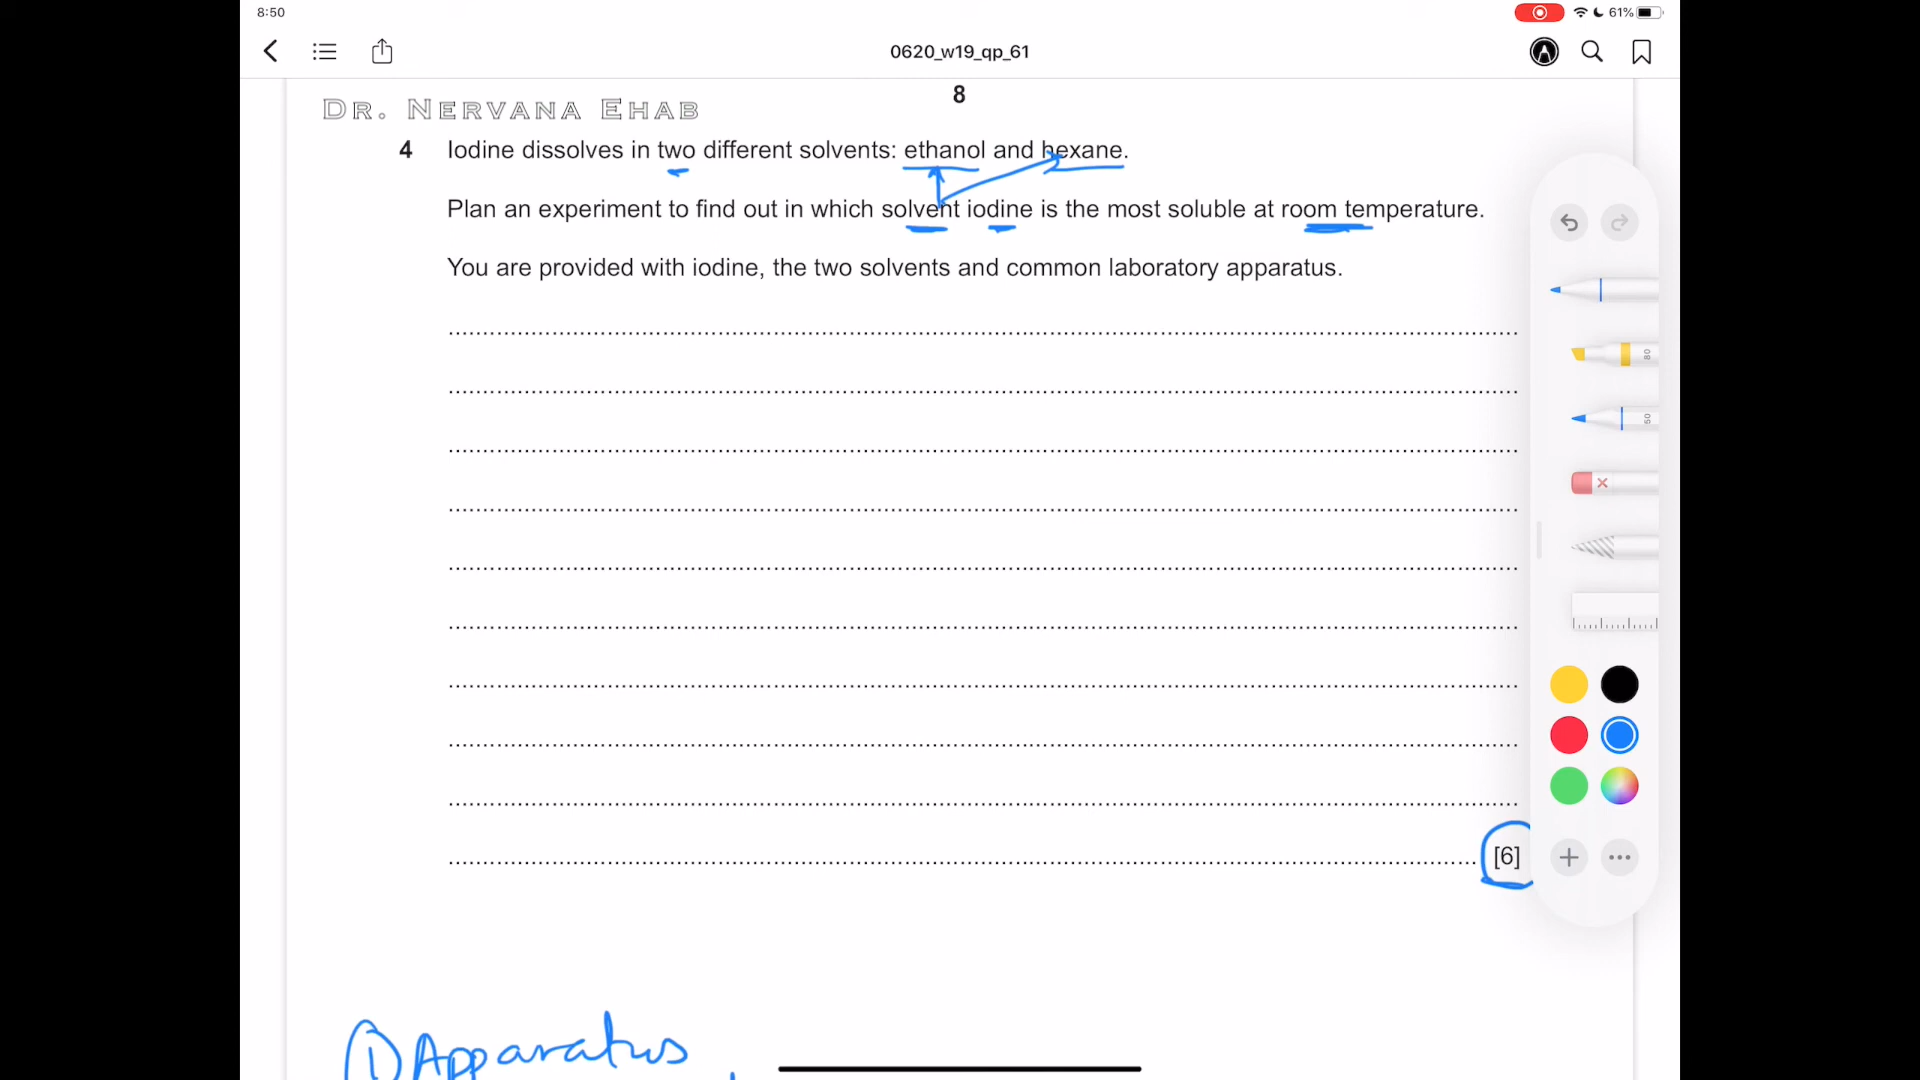 8:50
61%
0620_w19_qp_61
8
Dr. Nervana Ehab
4 Iodine dissolves in two different solvents: ethanol and hexane.
Plan an experiment to find out in which solvent iodine is the most soluble at room temperature.
You are provided with iodine, the two solvents and common laboratory apparatus.
80
50
[6]
① Apparatus